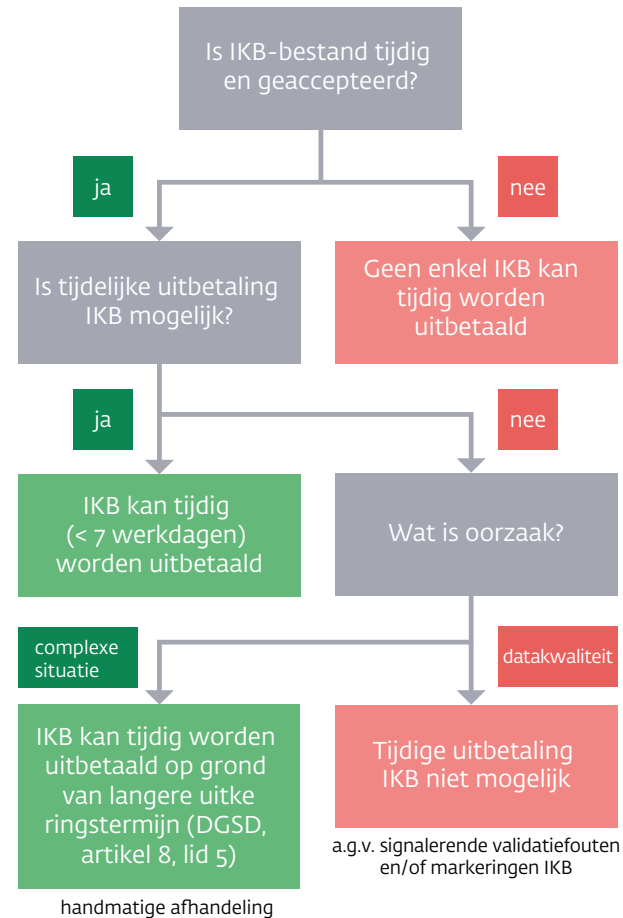 Is IKB-bestand tijdig
en geaccepteerd?
ja
nee
Is tijdelijke uitbetaling
IKB mogelijk?
Geen enkel IKB kan
tijdig worden
uitbetaald
ja
nee
IKB kan tijdig
(< 7 werkdagen)
worden uitbetaald
Wat is oorzaak?
complexe
situatie
datakwaliteit
IKB kan tijdig worden
uitbetaald op grond
van langere uitke
ringstermijn (DGSD,
artikel 8, lid 5)
Tijdige uitbetaling
IKB niet mogelijk
a.g.v. signalerende validatiefouten
en/of markeringen IKB
handmatige afhandeling